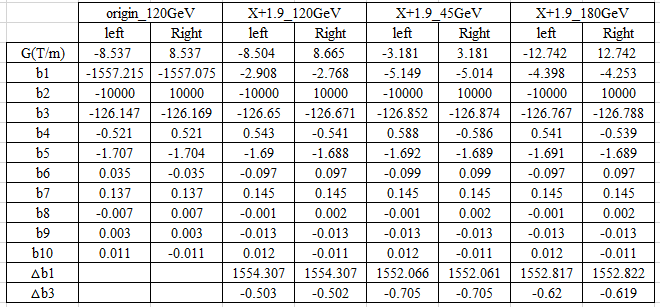 origin_120GeV X+1.9_120GeV X+1.9_45GeV X+1.9_180GeV
left Right left Right left Right left Right
G(T/m) -8.537 8.537 -8.504 8.665 -3.181 3.181 -12.742 12.742
b1 -1557.215 -1557.075 -2.908 -2.768 -5.149 -5.014 -4.398 -4.253
b2 -10000 10000 -10000 10000 -10000 10000 -10000 10000
b3 -126.147 -126.169 -126.65 -126.671 -126.852 -126.874 -126.767 -126.788
b4 -0.521 0.521 0.543 -0.541 0.588 -0.586 0.541 -0.539
b5 -1.707 -1.704 -1.69 -1.688 -1.692 -1.689 -1.691 -1.689
b6 0.035 -0.035 -0.097 0.097 -0.099 0.099 -0.097 0.097
b7 0.137 0.137 0.145 0.145 0.145 0.145 0.145 0.145
b8 -0.007 0.007 -0.001 0.002 -0.001 0.002 -0.001 0.002
b9 0.003 0.003 -0.013 -0.013 -0.013 -0.013 -0.013 -0.013
b10 0.011 -0.011 0.012 -0.011 0.012 -0.011 0.012 -0.011
△b1 1554.307 1554.307 1552.066 1552.061 1552.817 1552.822
△b3 -0.503 -0.502 -0.705 -0.705 -0.62 -0.619